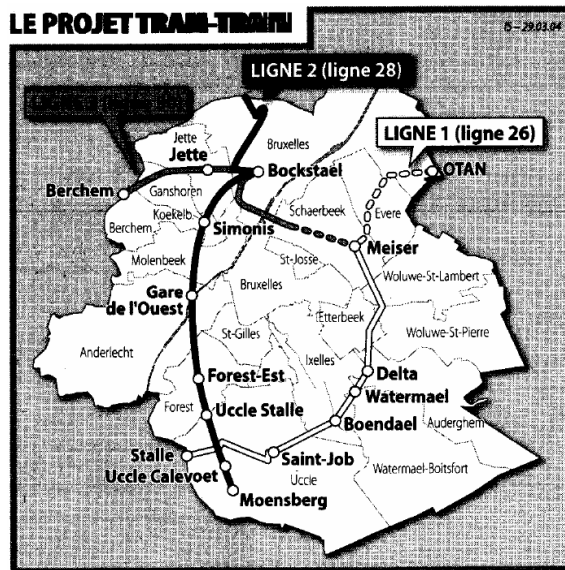 LE PROJET TRAM-TRAIN
29.03.04
LIGNE 2 (ligne 28)
LIGNE 1 (ligne 26)
Jette
Jette
Bruxelles
Bockstael
OTAN
Berchem
Ganshoren
Koekelb
Schaerbeek
Evere
Berchem
Simonis
Meiser
Molenbeek
St-Josse
Woluwe-St-Lambert
Gare
de l'Ouest
Bruxelles
Etterbeek
Woluwe-St-Pierre
Anderlecht
St-Gilles
Ixelles
Forest-Est
Delta
Watermael
Forest
Uccle Stalle
Boendael
Auderghem
Stalle
Saint-Job
Uccle Calevoet
Uccle
Watermael-Boitsfort
Moensberg